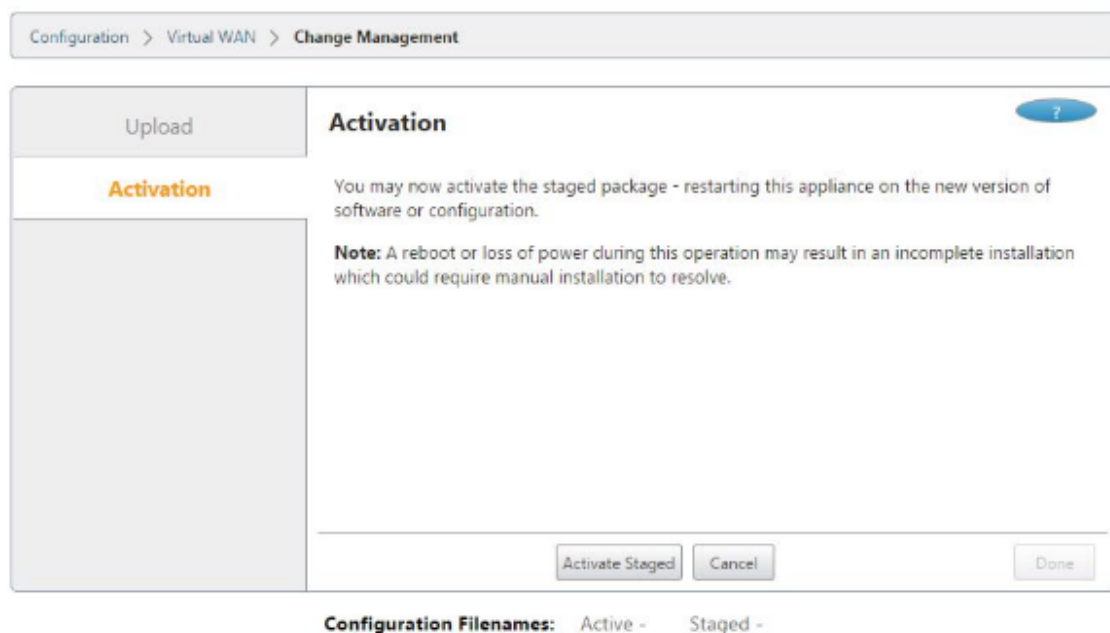 Configuration > Virtual WAN > Change Management
Upload
Activation
Activation
?
You may now activate the staged package - restarting this appliance on the new version of
software or configuration.
Note: A reboot or loss of power during this operation may result in an incomplete installation
which could require manual installation to resolve.
Activate Staged
Cancel
Done
Configuration Filenames: Active - Staged -